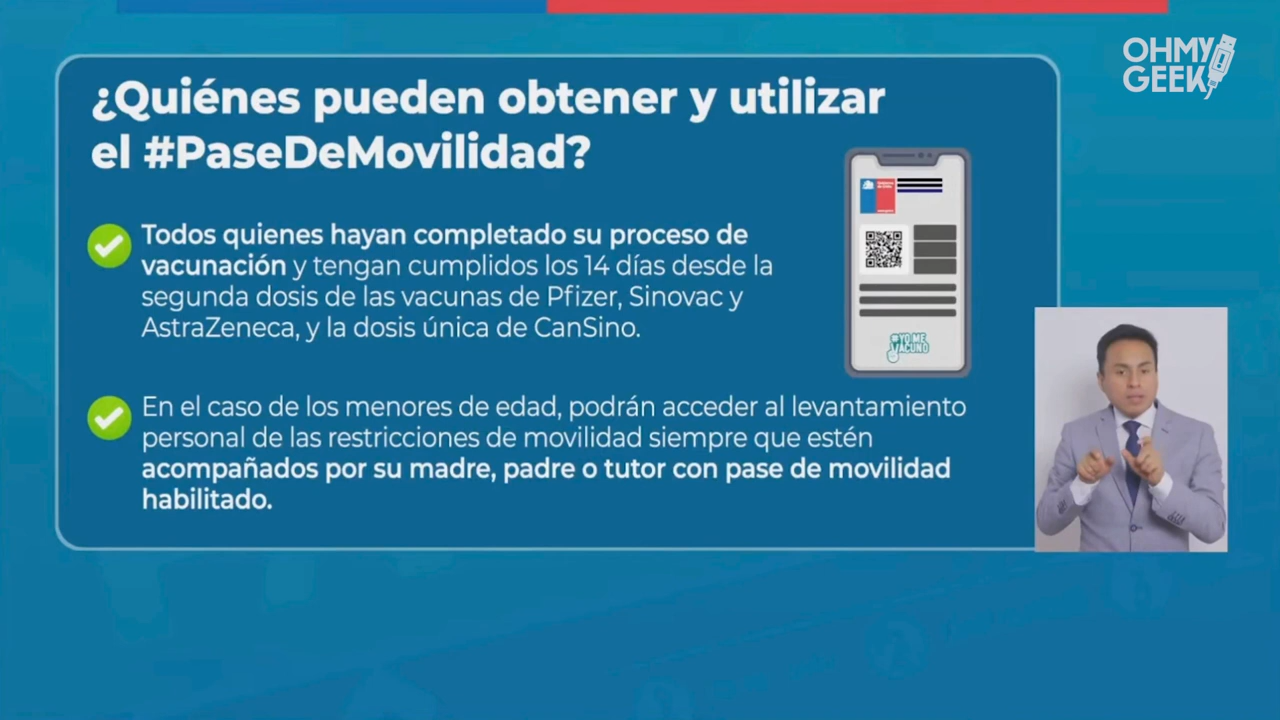 OHMY
GEEK
¿Quiénes pueden obtener y utilizar
el #PaseDeMovilidad?
Todos quienes hayan completado su proceso de
vacunación y tengan cumplidos los 14 días desde la
segunda dosis de las vacunas de Pfizer, Sinovac y
AstraZeneca, y la dosis única de CanSino.
#YO ME
VACUNO
En el caso de los menores de edad, podrán acceder al levantamiento
personal de las restricciones de movilidad siempre que estén
acompañados por su madre, padre o tutor con pase de movilidad
habilitado.